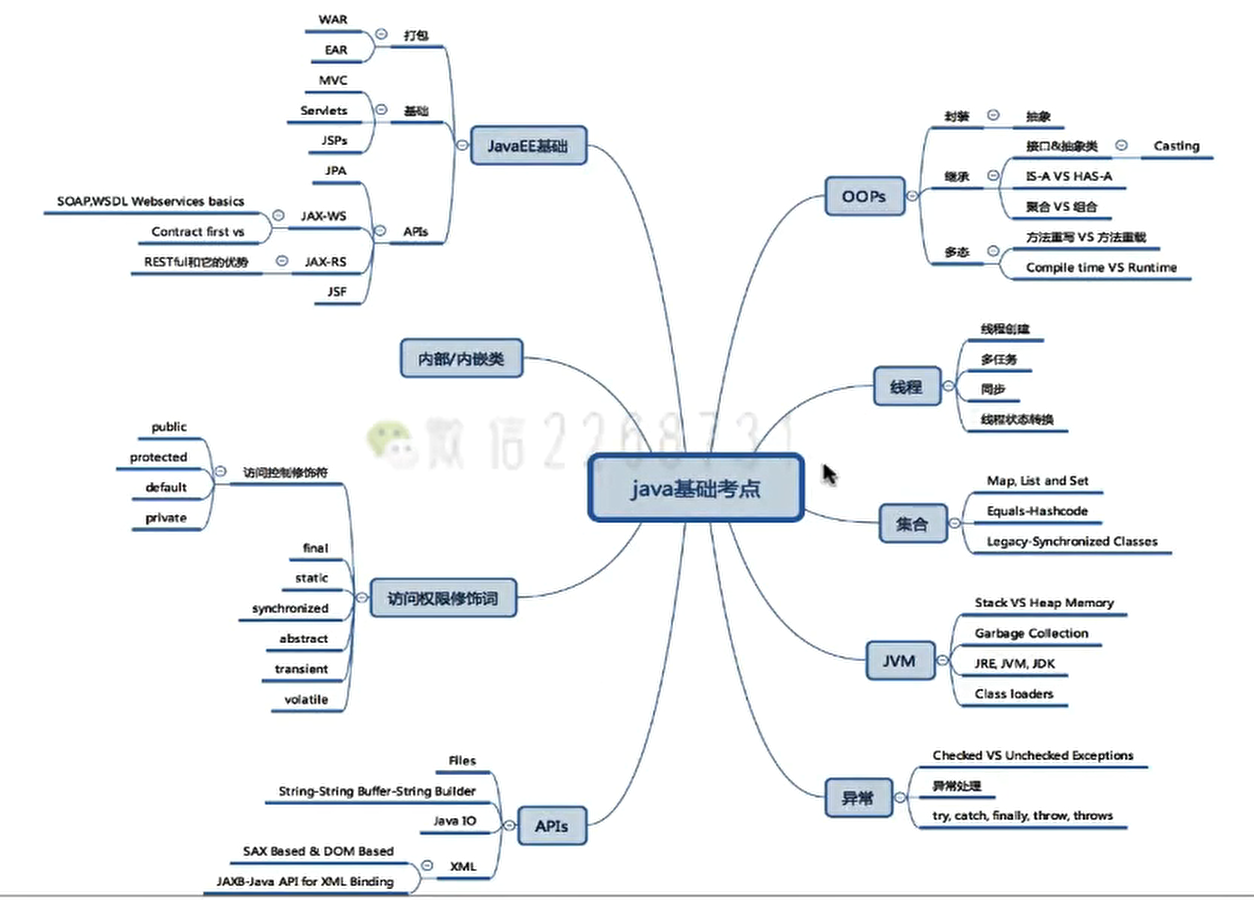 WAR
EAR
打包
MVC
Servlets
JSPs
基础
JPA
SOAP,WSDL Webservices basics
Contract first vs
JAX-WS
RESTful和它的优势
JAX-RS
JSF
APIs
JavaEE基础
内部/内嵌类
public
protected
default
private
访问控制修饰符
final
static
synchronized
abstract
transient
volatile
访问权限修饰词
Files
String-String Buffer-String Builder
Java IO
SAX Based & DOM Based
JAXB-Java API for XML Binding
XML
APIs
java基础考点
微信2268731
OOPs
封装
抽象
继承
接口&抽象类
Casting
IS-A VS HAS-A
聚合 VS 组合
多态
方法重写 VS 方法重载
Compile time VS Runtime
线程
线程创建
多任务
同步
线程状态转换
集合
Map, List and Set
Equals-Hashcode
Legacy-Synchronized Classes
JVM
Stack VS Heap Memory
Garbage Collection
JRE, JVM, JDK
Class loaders
异常
Checked VS Unchecked Exceptions
异常处理
try, catch, finally, throw, throws